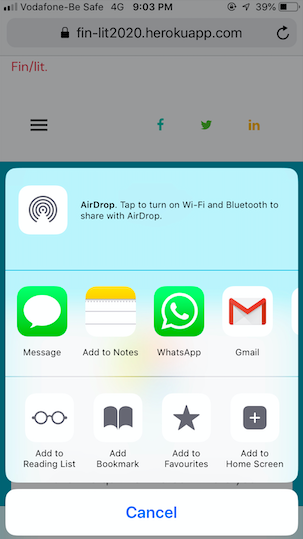 Vodafone-Be Safe 4G 9:03 PM 39%
fin-lit2020.herokuapp.com
Fin/lit.
AirDrop. Tap to turn on Wi-Fi and Bluetooth to
share with AirDrop.
Message Add to Notes WhatsApp Gmail
Add to Reading List
Add Bookmark
Add to Favourites
Add to Home Screen
Cancel